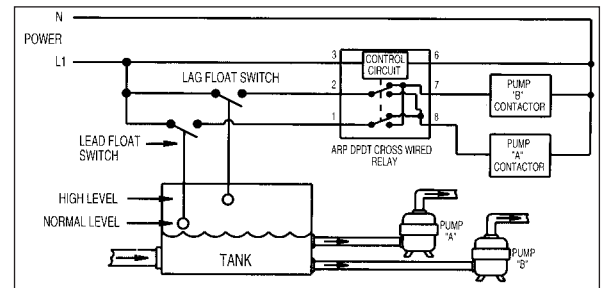 N
POWER
L1
LAG FLOAT SWITCH
3
CONTROL
CIRCUIT
6
2
7
PUMP
"B"
CONTACTOR
1
8
LEAD FLOAT
SWITCH
ARP DPDT CROSS WIRED
RELAY
PUMP
"A"
CONTACTOR
HIGH LEVEL
NORMAL LEVEL
TANK
PUMP
"A"
PUMP
"B"